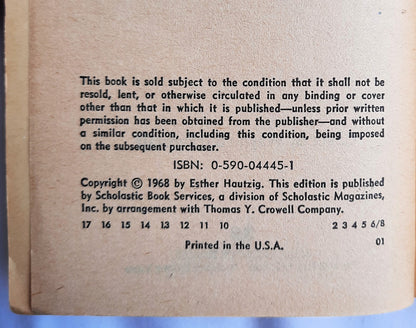 This book is sold subject to the condition that it shall not be
resold, lent, or otherwise circulated in any binding or cover
other than that in which it is published—unless prior written
permission has been obtained from the publisher—and without
a similar condition, including this condition, being imposed
on the subsequent purchaser.
ISBN: 0-590-04445-1
Copyright © 1968 by Esther Hautzig. This edition is published
by Scholastic Book Services, a division of Scholastic Magazines,
Inc. by arrangement with Thomas Y. Crowell Company.
17 16 15 14 13 12 11 10 2 3 4 5 6/8
Printed in the U.S.A. 01